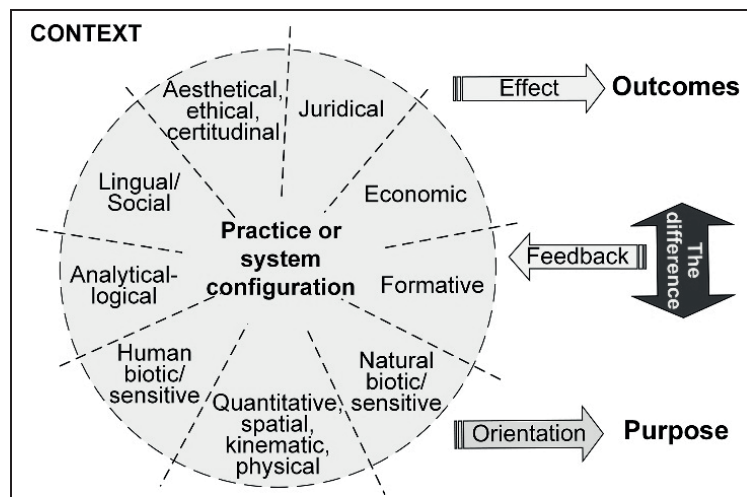 CONTEXT
Aesthetical,
ethical,
certitudinal
Juridical
Effect
Outcomes
Lingual/
Social
Economic
Practice or
system
configuration
The
difference
Feedback
Analytical-
logical
Formative
Human
biotic/
sensitive
Natural
biotic/
sensitive
Quantitative,
spatial,
kinematic,
physical
Orientation
Purpose